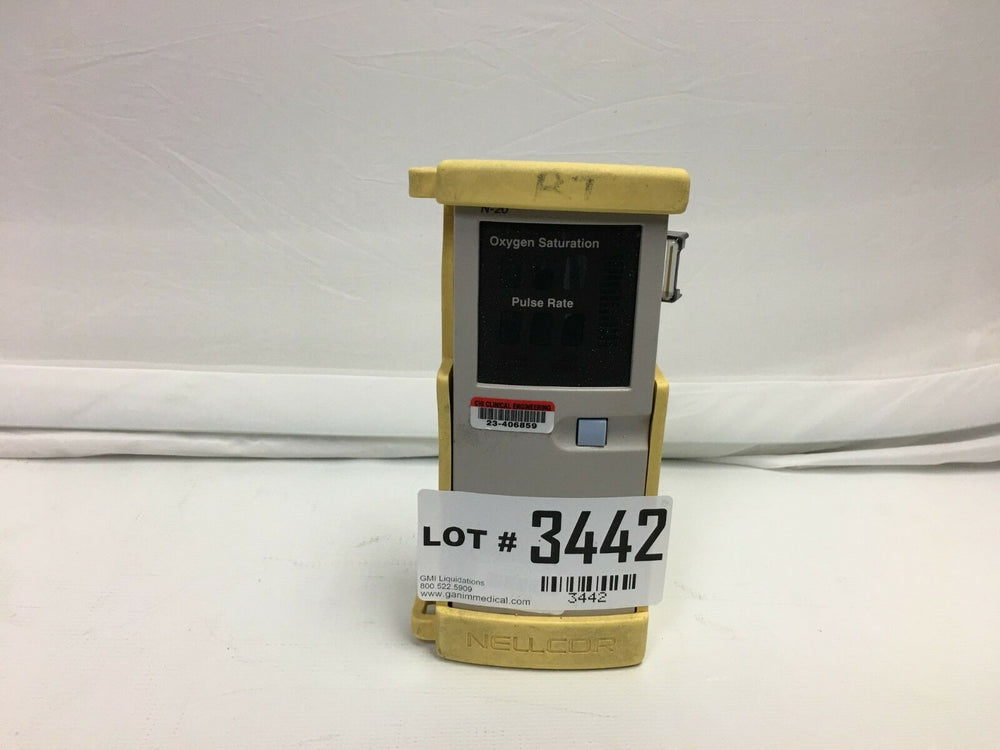 RT
N-20
Oxygen Saturation
Pulse Rate
CHI CLINICAL ENGINEERING
23-406859
LOT # 3442
GMI Liquidations
800.522.5909
www.ganimmedical.com
3442
NELLCOR